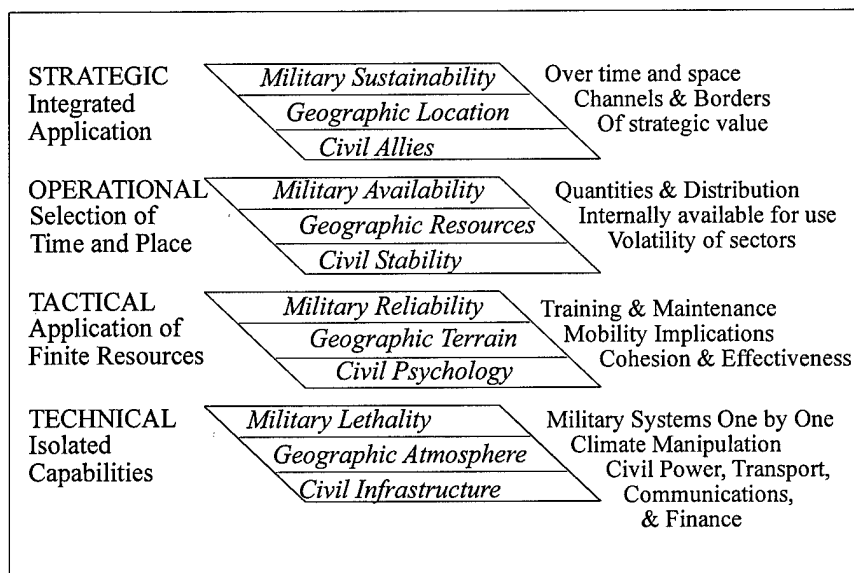 STRATEGIC
Integrated
Application
Military Sustainability
Geographic Location
Civil Allies
Over time and space
Channels & Borders
Of strategic value
OPERATIONAL
Selection of
Time and Place
Military Availability
Geographic Resources
Civil Stability
Quantities & Distribution
Internally available for use
Volatility of sectors
TACTICAL
Application of
Finite Resources
Military Reliability
Geographic Terrain
Civil Psychology
Training & Maintenance
Mobility Implications
Cohesion & Effectiveness
TECHNICAL
Isolated
Capabilities
Military Lethality
Geographic Atmosphere
Civil Infrastructure
Military Systems One by One
Climate Manipulation
Civil Power, Transport,
Communications,
& Finance